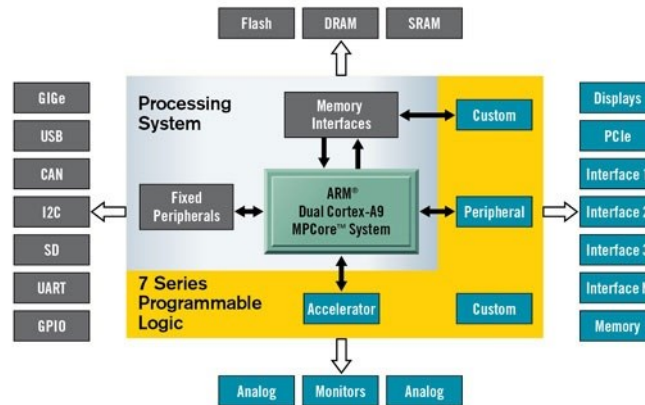 Flash
DRAM
SRAM
GIGe
USB
CAN
I2C
SD
UART
GPIO
Processing
System
Memory
Interfaces
Custom
Fixed
Peripherals
ARM®
Dual Cortex-A9
MPCore™ System
Peripheral
7 Series
Programmable
Logic
Accelerator
Custom
Displays
PCIe
Interface
Interface 2
Interface 3
Interface
Memory
Analog
Monitors
Analog